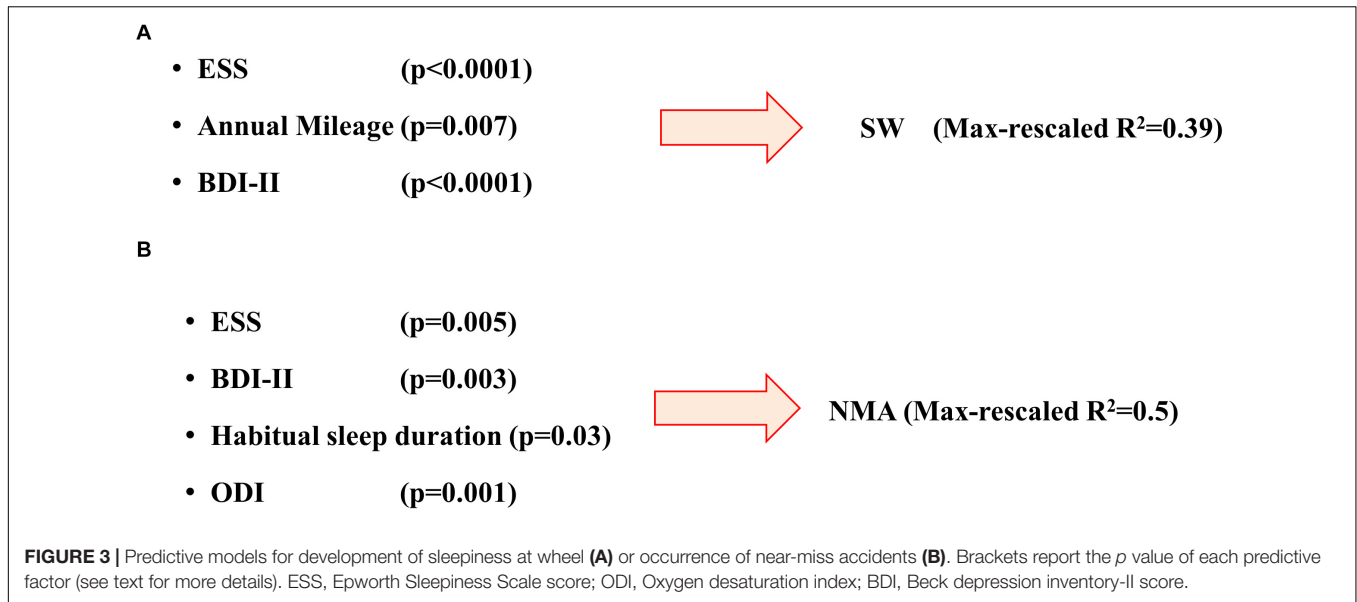 A
• ESS (p<0.0001)
• Annual Mileage (p=0.007)
• BDI-II (p<0.0001)
SW (Max-rescaled R²=0.39)
B
• ESS (p=0.005)
• BDI-II (p=0.003)
• Habitual sleep duration (p=0.03)
• ODI (p=0.001)
NMA (Max-rescaled R²=0.5)
FIGURE 3 | Predictive models for development of sleepiness at wheel (A) or occurrence of near-miss accidents (B). Brackets report the p value of each predictive
factor (see text for more details). ESS, Epworth Sleepiness Scale score; ODI, Oxygen desaturation index; BDI, Beck depression inventory-II score.